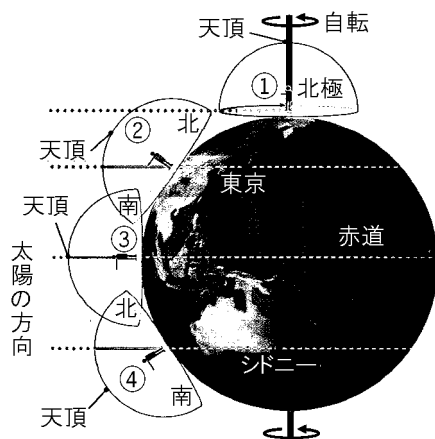 天頂
自転
①
北極
②
北
天頂
東京
天頂
南
③
赤道
太陽の方向
北
シドニー
④
南
天頂